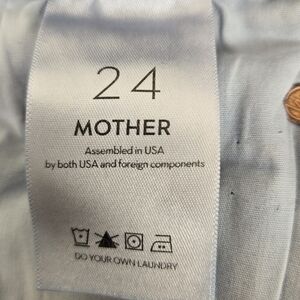 24
MOTHER
Assembled in USA
by both USA and foreign components
DO YOUR OWN LAUNDRY